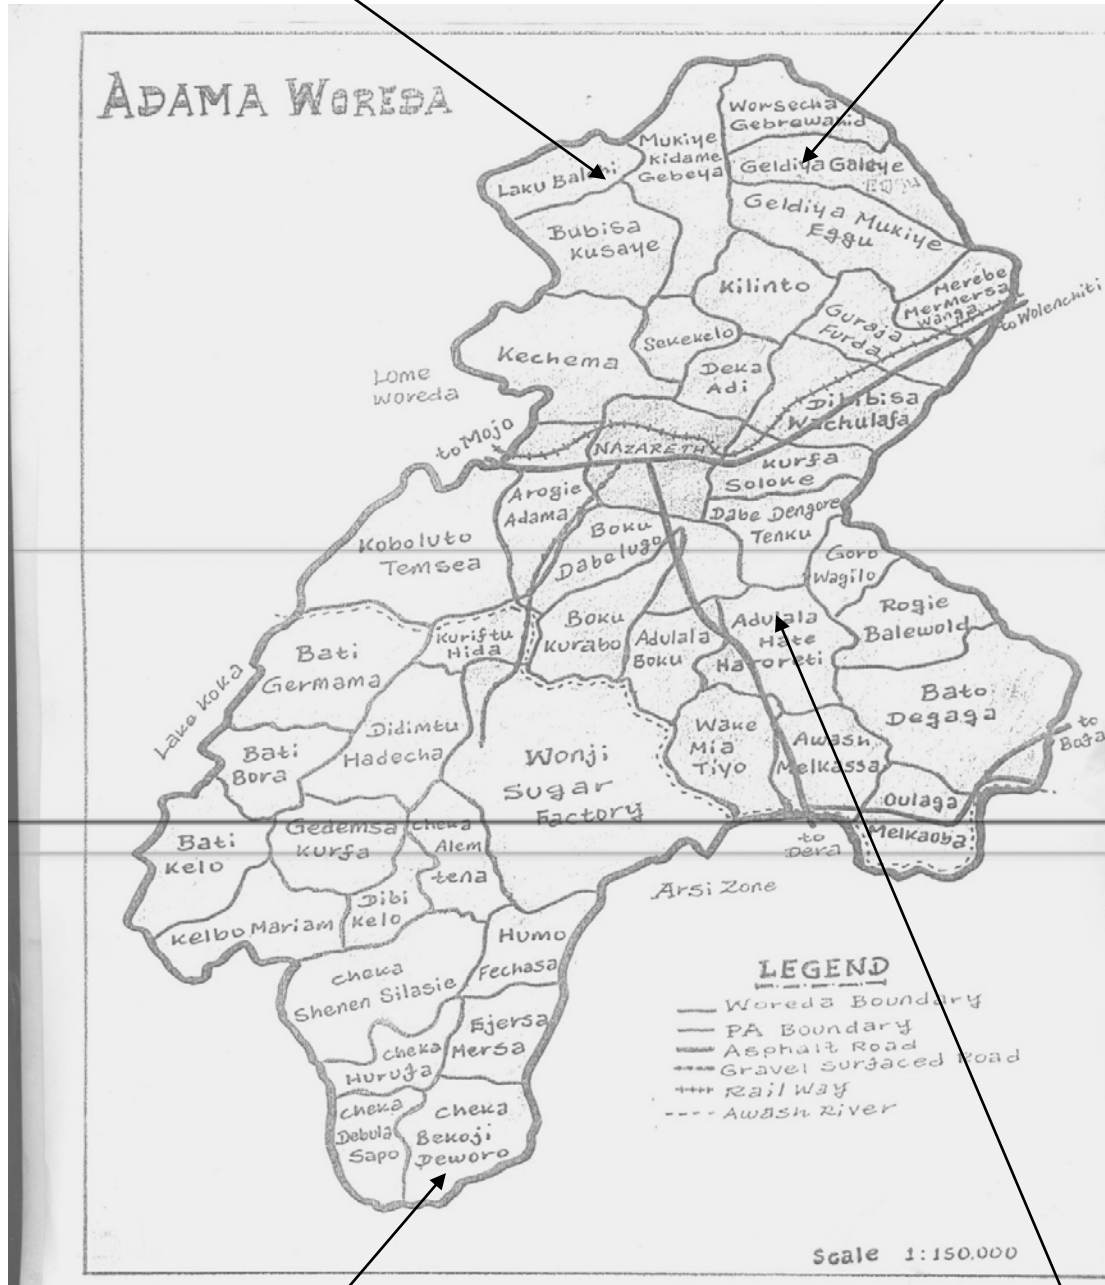 ADAMA WOREDA
Worsecha
Gebrewanid
Mukiye
Kidame
Gebeya
Geldiya Galeye
Eggu
Laku Balchi
Geldiya Mukiye
Eggu
Bubisa
Kusaye
Kilinto
Merebe
Mermersa
Wanga
to Wolenchiti
Guraja
Furda
Sekekelo
Kechema
Deka
Adi
Lome
Woreda
Dibibisa
Wachulafa
to Mojo
NAZARETH
Kurfa
Soloke
Arogie
Adama
Dabe Dengore
Tenku
Boku
Dabelugo
Koboluto
Temsea
Goro
Wagilo
Rogie
Balewold
Adulala
Hate
Haroreti
Boku
Kurabo
Adulala
Boku
Kuriftu
Hida
Bati
Germama
Lake Koka
Bato
Degaga
Didimtu
Hadecha
to
Bofa
Wake
Mia
Tiyo
Awash
Melkassa
Bati
Bora
Wonji
Sugar
Factory
Oulaga
Melkaoba
to
Dera
Gedemsa
Kurfa
Cheka
Alem
tena
Bati
Kelo
Dibi
Kelo
Arsi Zone
Kelbo Mariam
Humo
Fechasa
Cheka
Shenen Silasie
Ejersa
Mersa
Cheka
Hurufa
Cheka
Debula
Sapo
Cheka
Bekoji
Deworo
LEGEND
Woreda Boundary
PA Boundary
Asphalt Road
Gravel Surfaced Road
Rail Way
Awash River
Scale 1:150.000